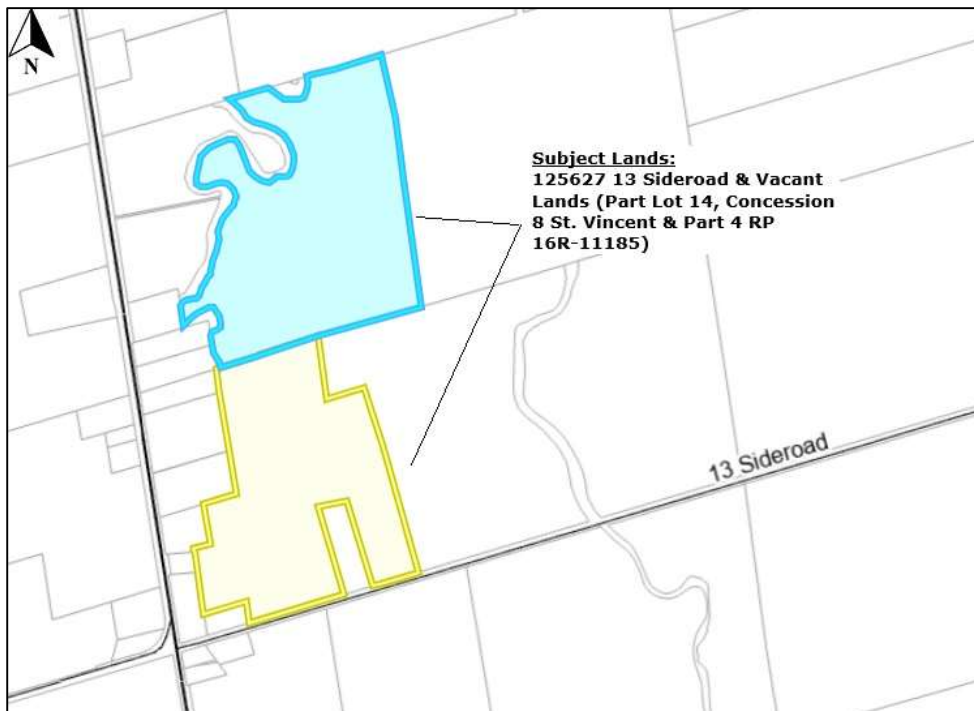 N
Subject Lands:
125627 13 Sideroad & Vacant
Lands (Part Lot 14, Concession
8 St. Vincent & Part 4 RP
16R-11185)
13 Sideroad